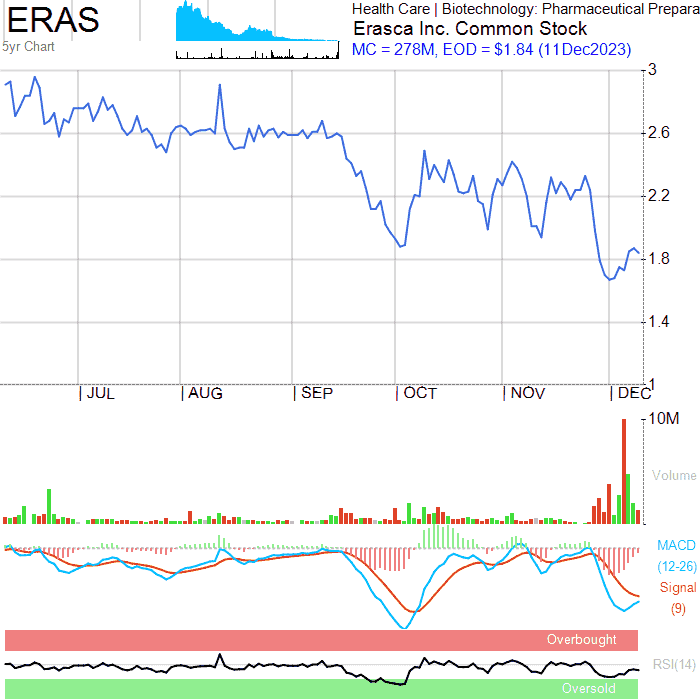 ERAS
5yr Chart
Health Care | Biotechnology: Pharmaceutical Prepara
Erasca Inc. Common Stock
MC = 278M, EOD = $1.84 (11Dec2023)
3
2.6
2.2
1.8
1.4
1
| JUL | AUG | SEP | OCT | NOV | DEC
10M
Volume
MACD
(12-26)
Signal
(9)
Overbought
RSI(14)
Oversold